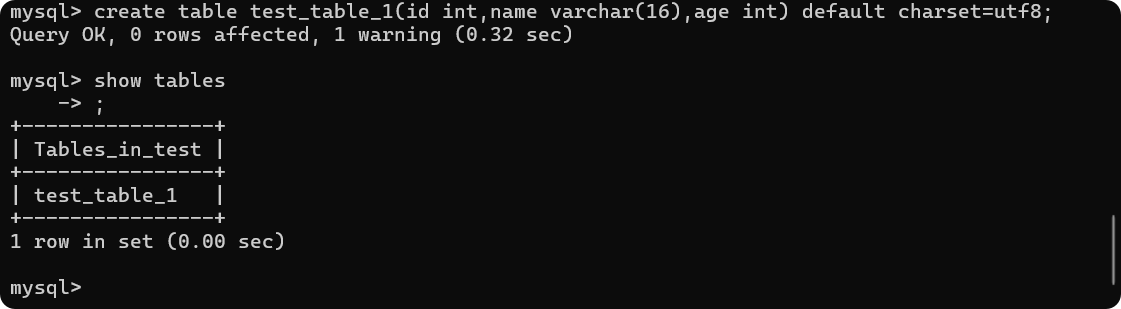 mysql> create table test_table_1(id int,name varchar(16),age int) default charset=utf8;
Query OK, 0 rows affected, 1 warning (0.32 sec)

mysql> show tables
    -> ;
+----------------+
| Tables_in_test |
+----------------+
| test_table_1   |
+----------------+
1 row in set (0.00 sec)

mysql>